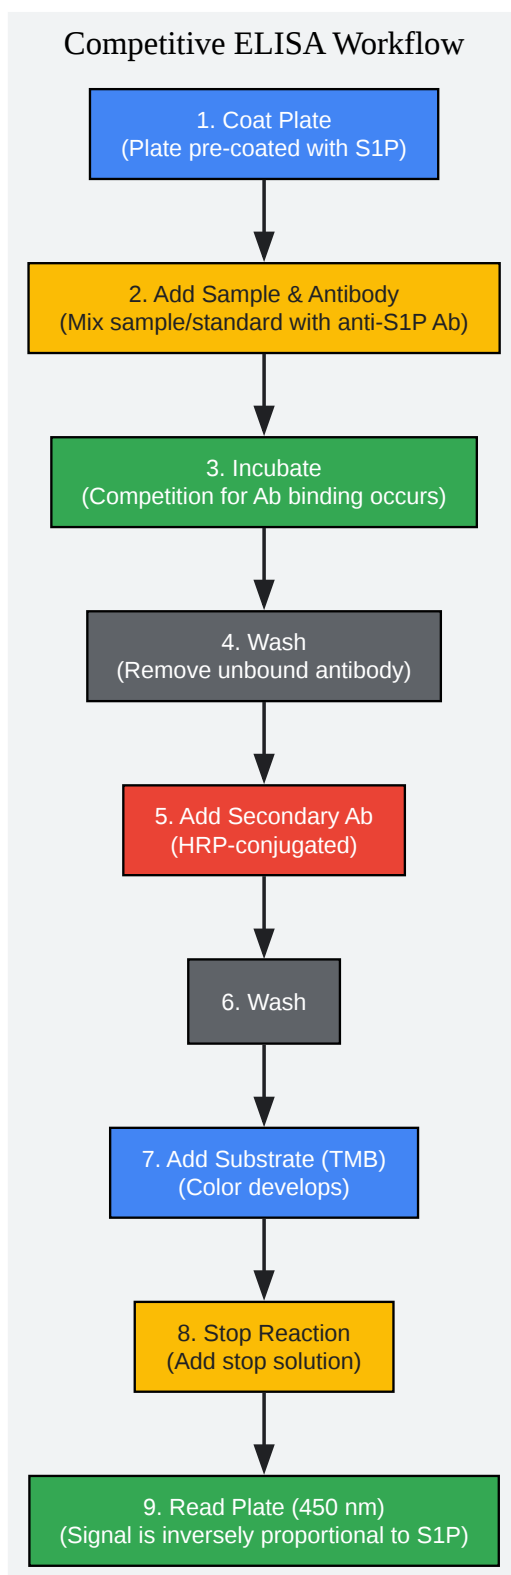 Competitive ELISA Workflow
1. Coat Plate
(Plate pre-coated with S1P)
2. Add Sample & Antibody
(Mix sample/standard with anti-S1P Ab)
3. Incubate
(Competition for Ab binding occurs)
4. Wash
(Remove unbound antibody)
5. Add Secondary Ab
(HRP-conjugated)
6. Wash
7. Add Substrate (TMB)
(Color develops)
8. Stop Reaction
(Add stop solution)
9. Read Plate (450 nm)
(Signal is inversely proportional to S1P)